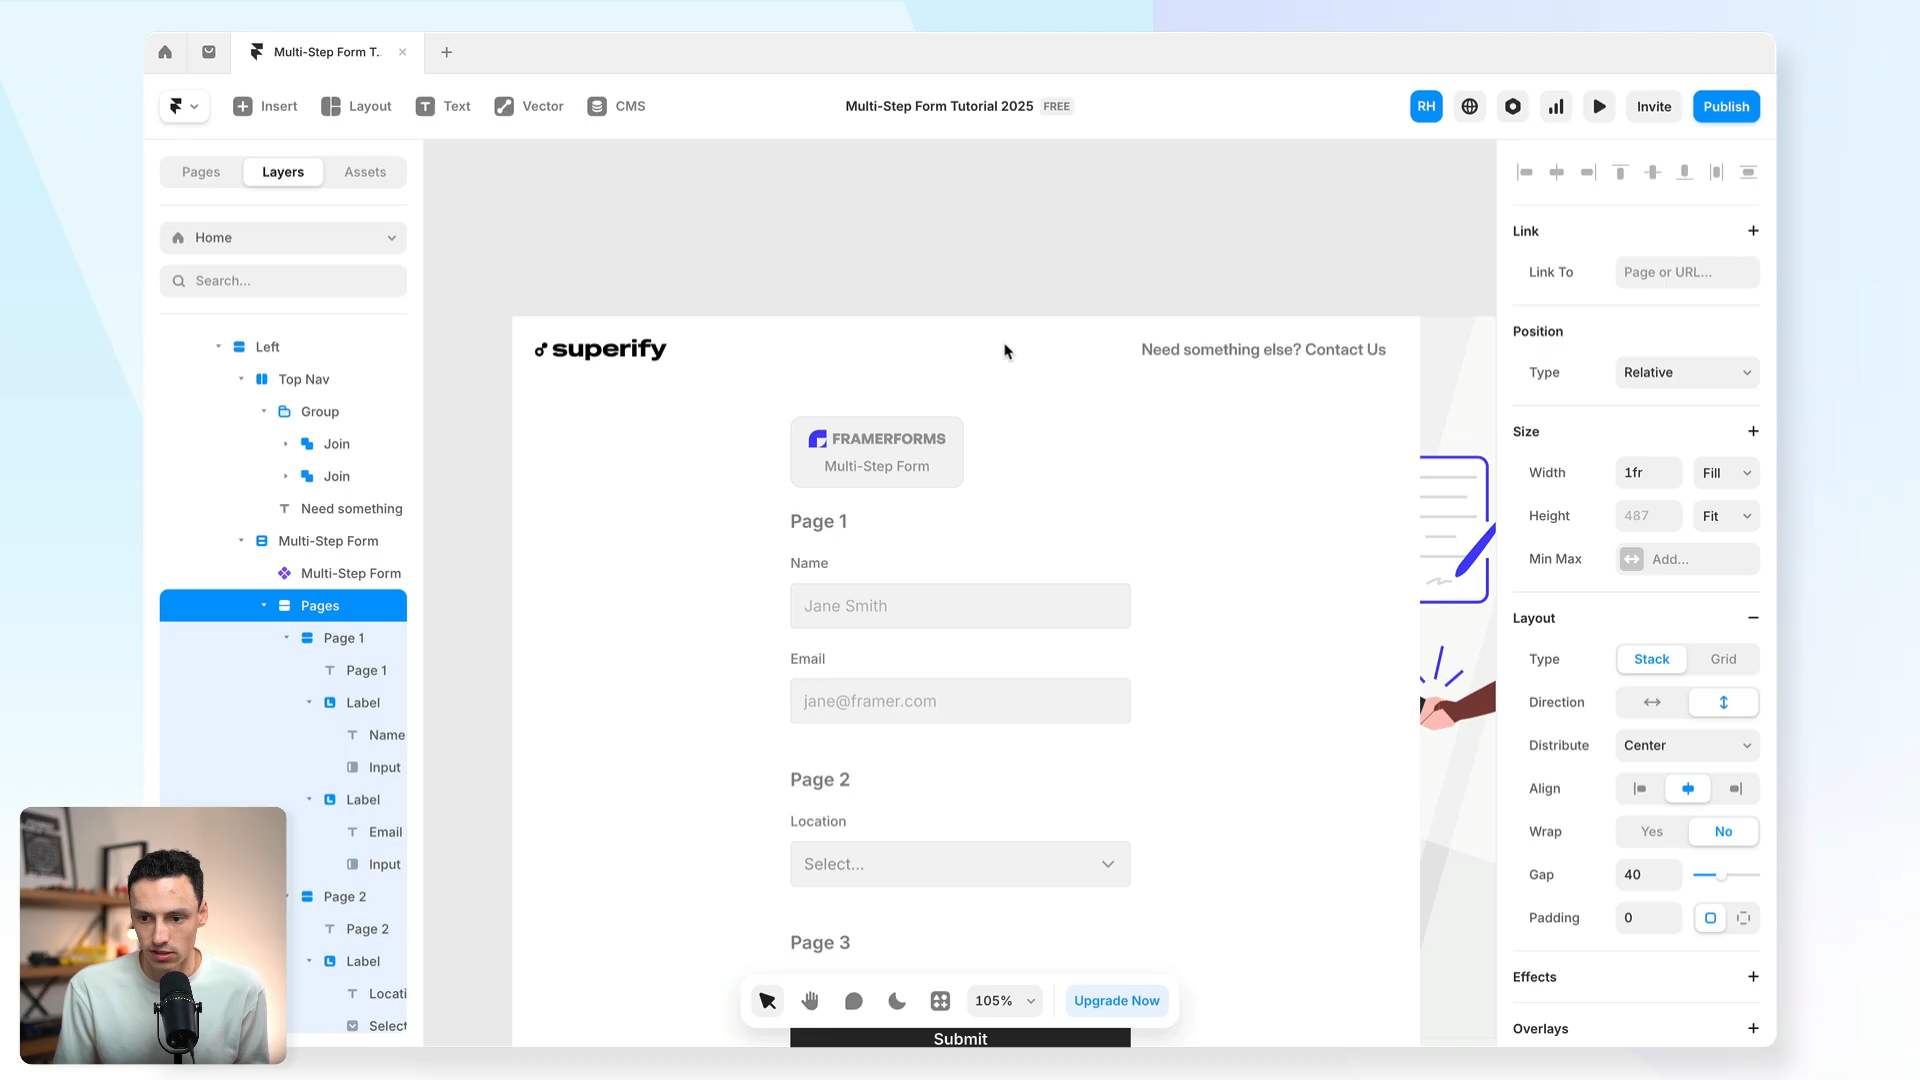 Multi-Step Form T..
Insert
Layout
Text
Vector
CMS
Multi-Step Form Tutorial 2025 FREE
RH
Invite
Publish
Pages
Layers
Assets
Home
Search...
Left
Top Nav
Group
Join
Join
Need something
Multi-Step Form
Multi-Step Form
Pages
Page 1
Page 1
Label
Name
Input
Label
Email
Input
Page 2
Page 2
Label
Locati
Select
superify
Need something else? Contact Us
FRAMERFORMS
Multi-Step Form
Page 1
Name
Jane Smith
Email
jane@framer.com
Page 2
Location
Select...
Page 3
105%
Upgrade Now
Submit
Link
Link To
Page or URL...
Position
Type
Relative
Size
Width
1fr
Fill
Height
487
Fit
Min Max
Add...
Layout
Type
Stack
Grid
Direction
Distribute
Center
Align
Wrap
Yes
No
Gap
40
Padding
0
Effects
Overlays